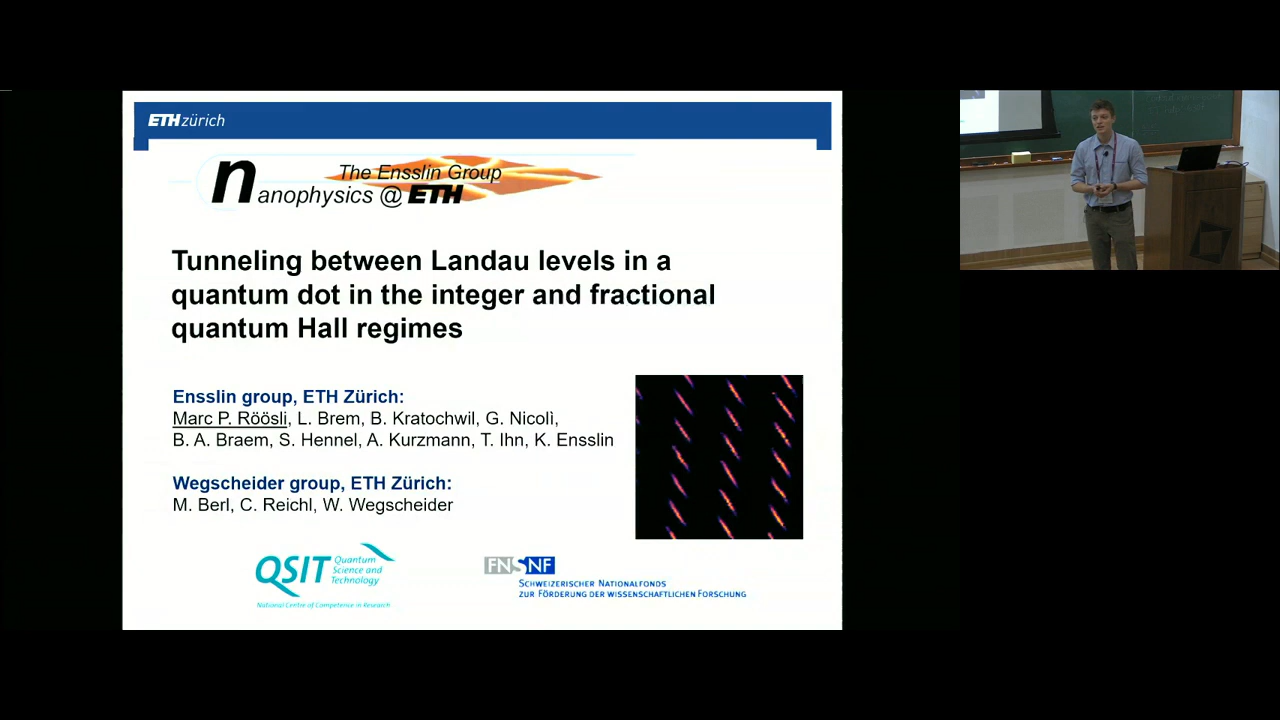 ETH zürich
The Ensslin Group
nanophysics @ ETH
Tunneling between Landau levels in a
quantum dot in the integer and fractional
quantum Hall regimes
Ensslin group, ETH Zürich:
Marc P. Röösli, L. Brem, B. Kratochwil, G. Nicolì,
B. A. Braem, S. Hennel, A. Kurzmann, T. Ihn, K. Ensslin
Wegscheider group, ETH Zürich:
M. Berl, C. Reichl, W. Wegscheider
QSIT Quantum
Science and
Technology
National Centre of Competence in Research
FNSNF
SCHWEIZERISCHER NATIONALFONDS
ZUR FÖRDERUNG DER WISSENSCHAFTLICHEN FORSCHUNG